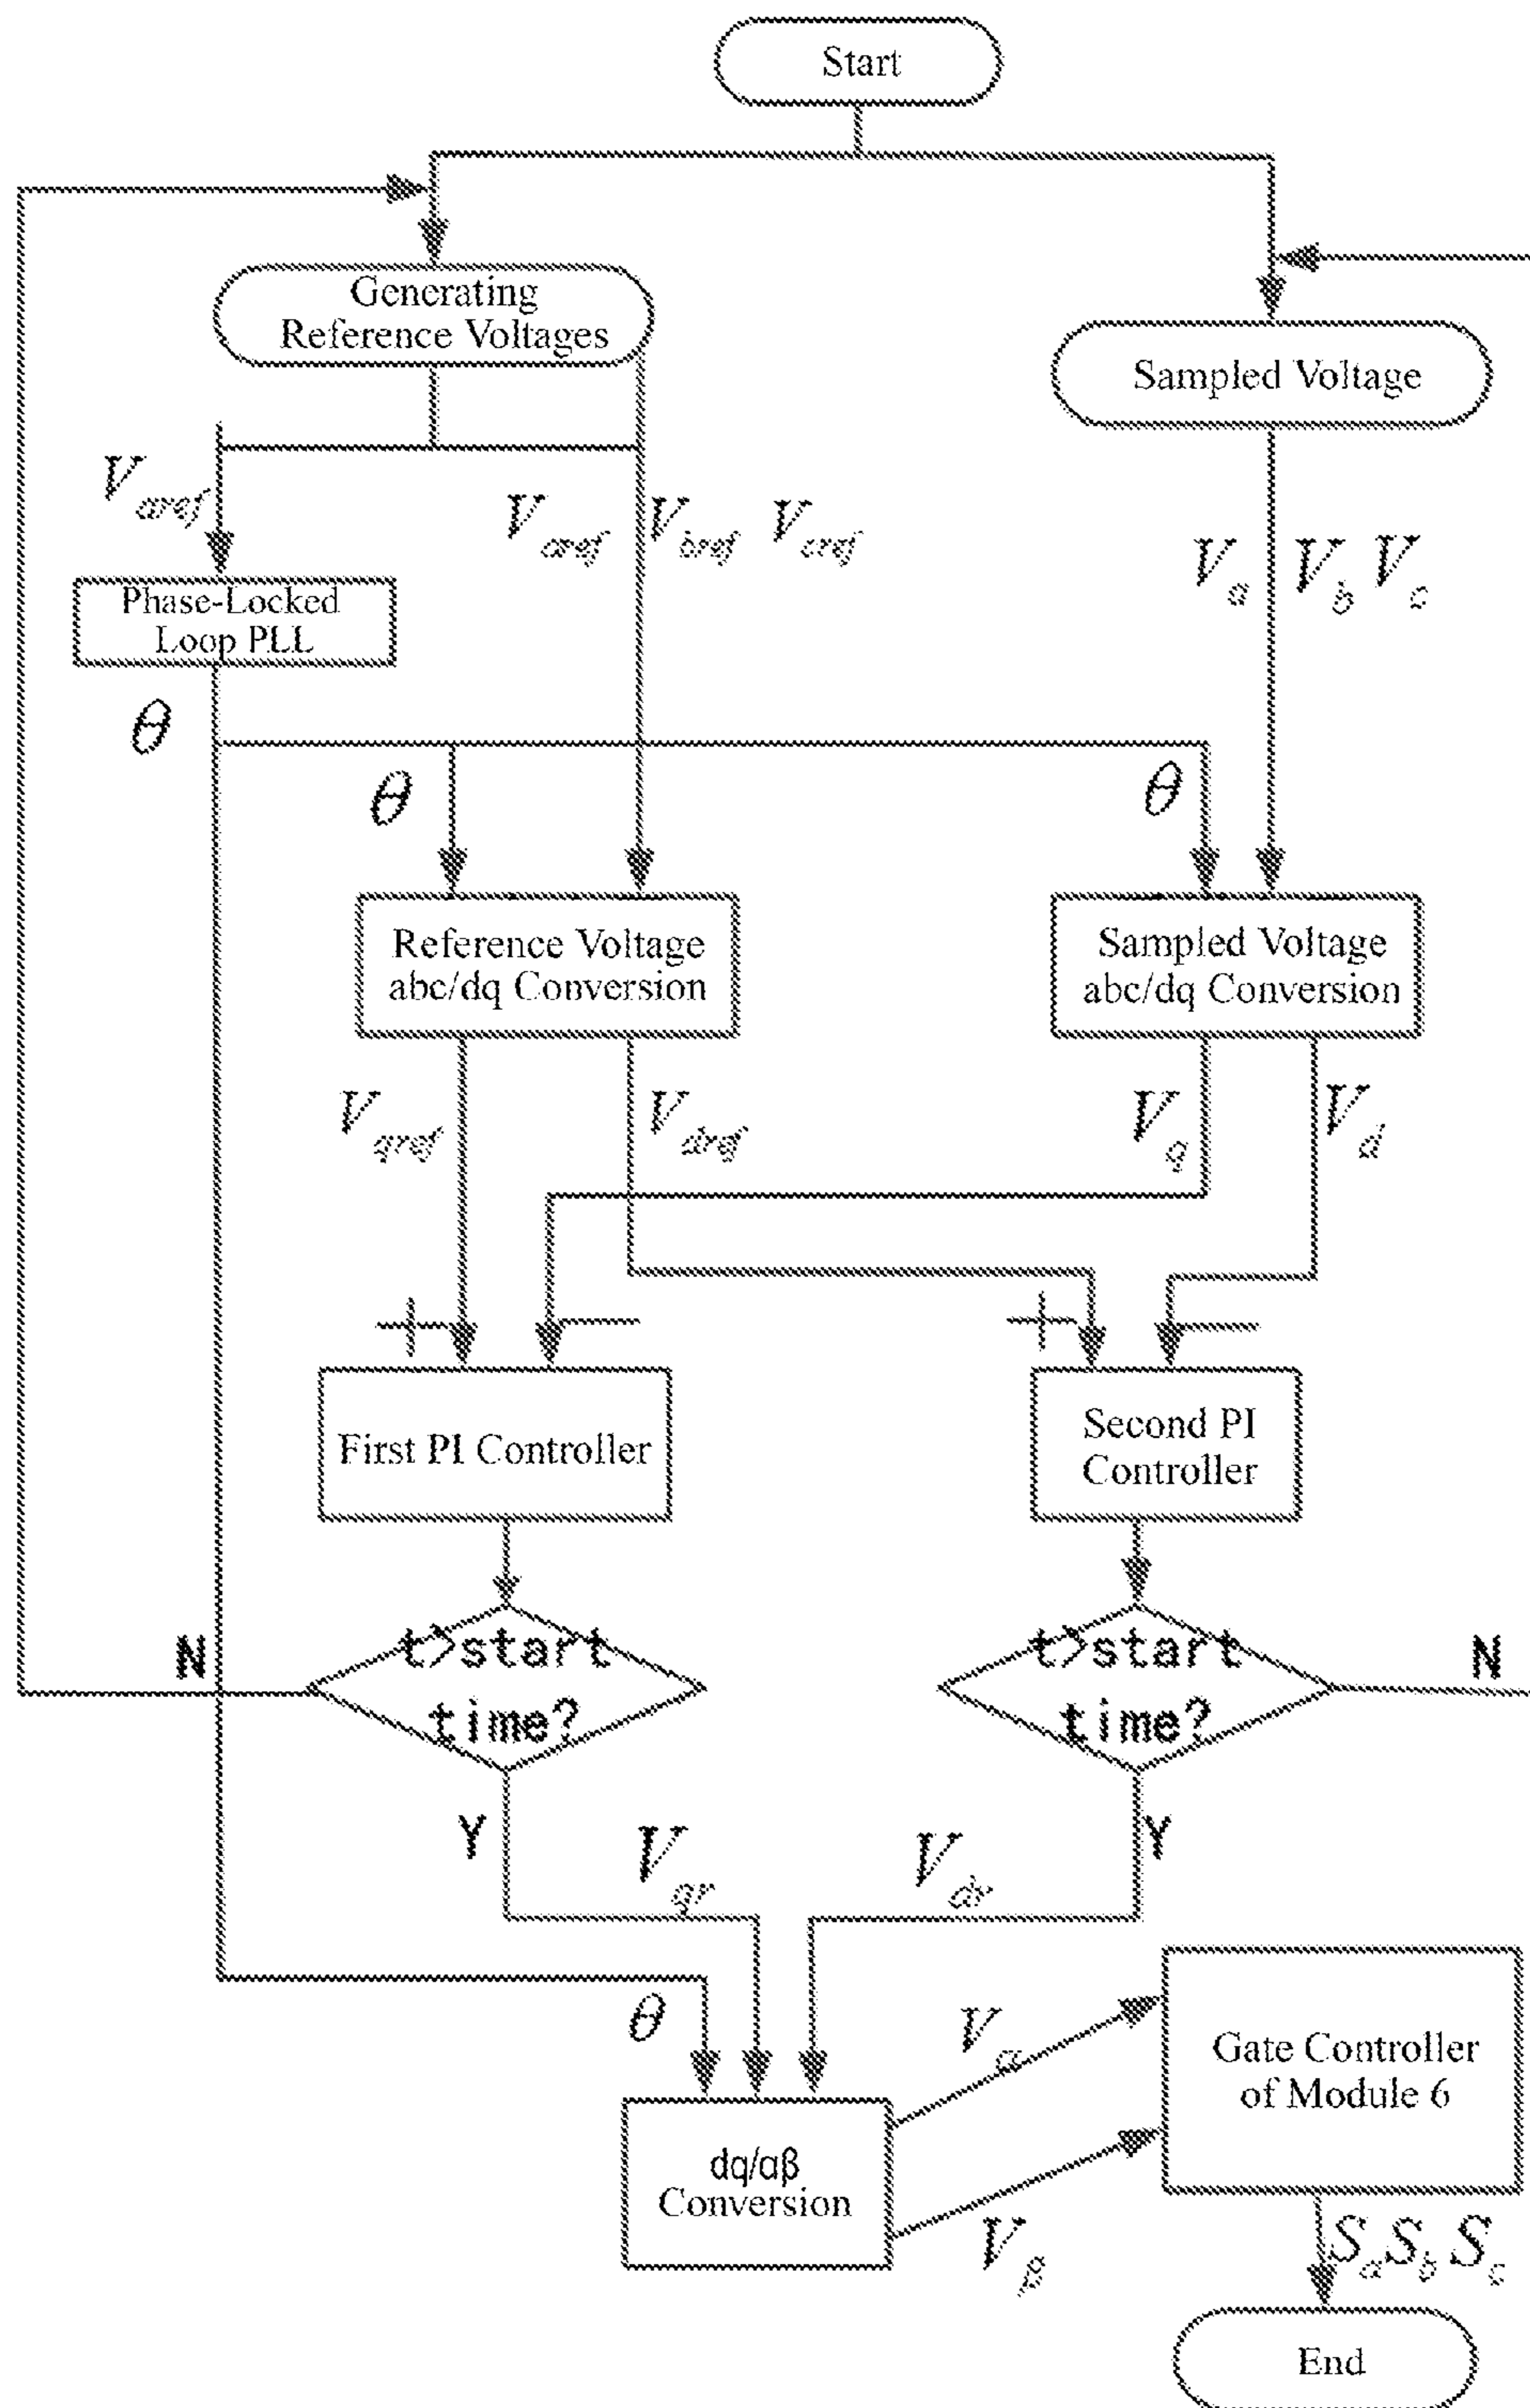 Start
Generating
Reference Voltages
Sampled Voltage
V_aref
V_aref V_bref V_cref
V_a V_b V_c
Phase-Locked
Loop PLL
θ
θ
θ
Reference Voltage
abc/dq Conversion
Sampled Voltage
abc/dq Conversion
V_qref
V_dref
V_q
V_d
+
−
+
−
First PI Controller
Second PI
Controller
t>start
time?
t>start
time?
N
N
Y
Y
V_qr
V_dr
θ
V_α
V_β
dq/αβ
Conversion
Gate Controller
of Module 6
S_a S_b S_c
End